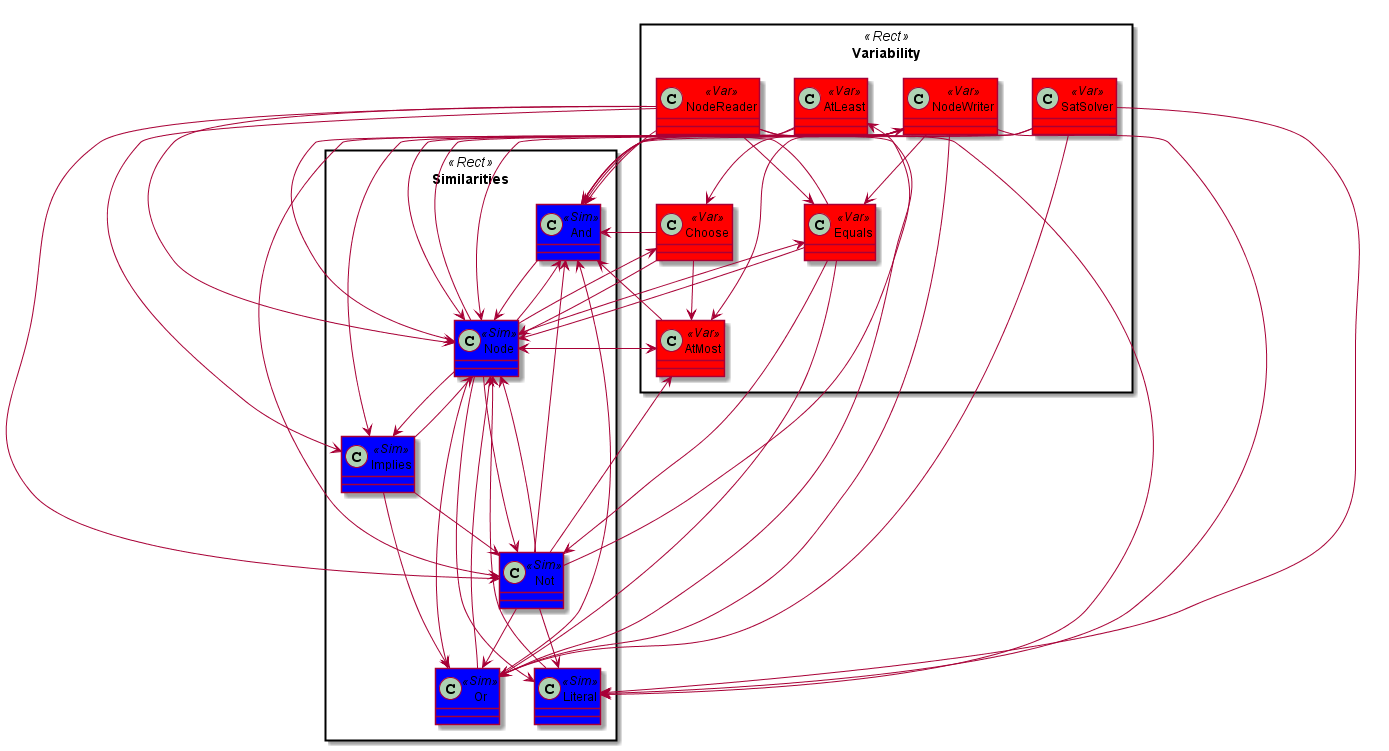 «Rect»
Variability
C «Var»
NodeReader
C «Var»
AtLeast
C «Var»
NodeWriter
C «Var»
SatSolver
«Rect»
Similarities
C «Sim»
And
C «Var»
Choose
C «Var»
Equals
C «Sim»
Node
C «Var»
AtMost
C «Sim»
Implies
C «Sim»
Not
C «Sim»
Or
C «Sim»
Literal